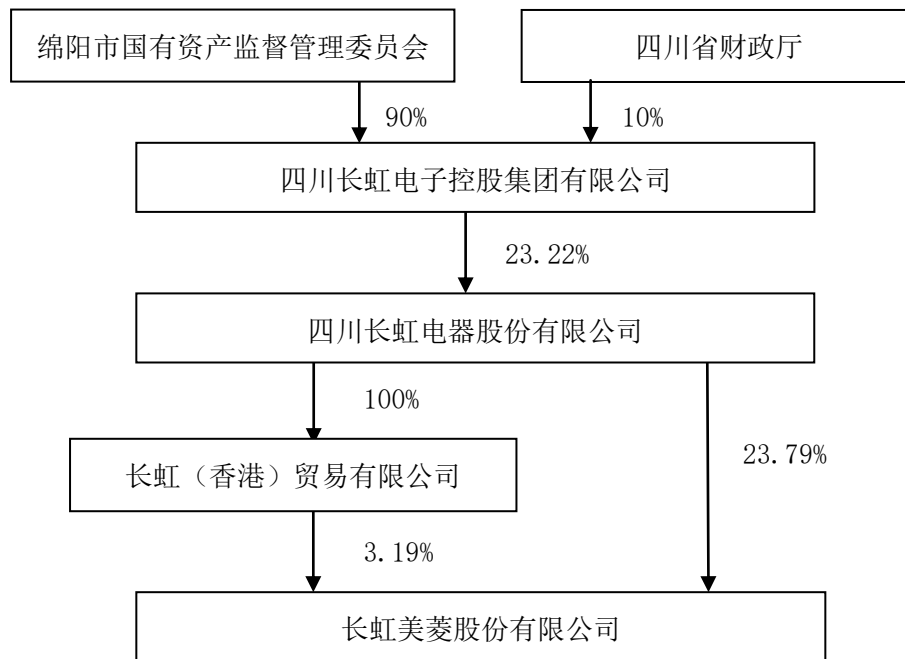 绵阳市国有资产监督管理委员会
四川省财政厅
90%
10%
四川长虹电子控股集团有限公司
23.22%
四川长虹电器股份有限公司
100%
23.79%
长虹（香港）贸易有限公司
3.19%
长虹美菱股份有限公司